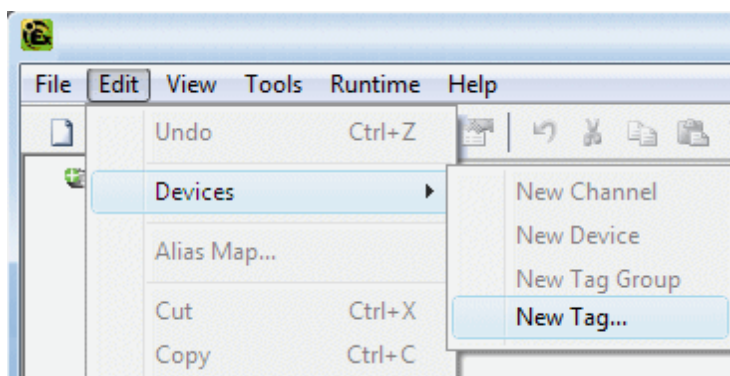 File Edit View Tools Runtime Help
Undo Ctrl+Z
Devices
New Channel
New Device
New Tag Group
New Tag...
Alias Map...
Cut Ctrl+X
Copy Ctrl+C